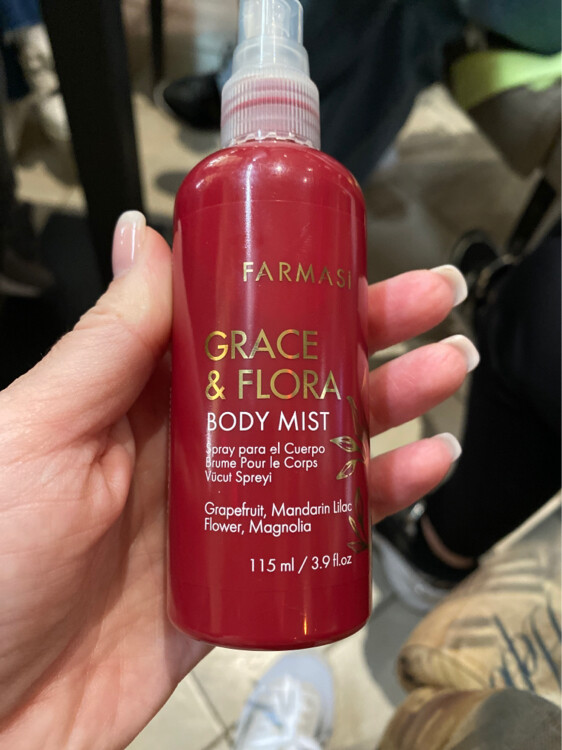 FARMASI
GRACE
& FLORA
BODY MIST
Spray para el Cuerpo
Brume Pour le Corps
Vücut Spreyi
Grapefruit, Mandarin Lilac
Flower, Magnolia
115 ml / 3.9 fl.oz